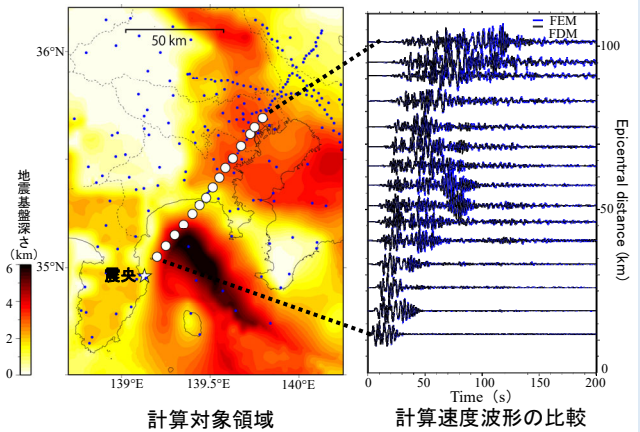 36°N
50 km
35°N
震央
139°E
139.5°E
140°E
地震基盤深さ
(km)
6
4
2
0
計算対象領域
FEM
FDM
100
50
0
Epicentral distance (km)
0
50
100
150
200
Time (s)
計算速度波形の比較